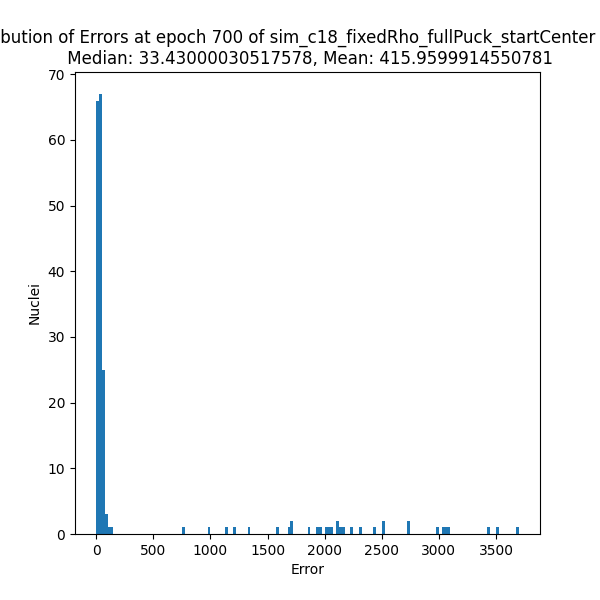 bution of Errors at epoch 700 of sim_c18_fixedRho_fullPuck_startCenter
Median: 33.43000030517578, Mean: 415.9599914550781
70
60
50
40
30
20
10
0
Nuclei
0 500 1000 1500 2000 2500 3000 3500
Error